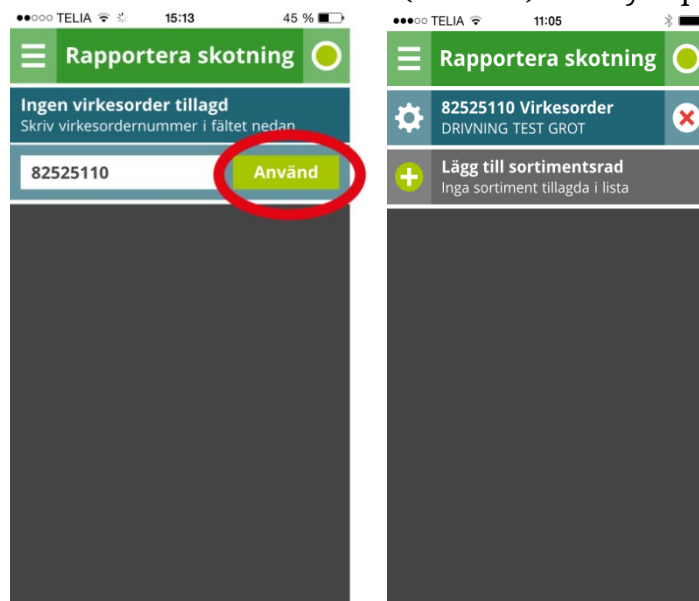 TELIA 15:13 45 %
Rapportera skotning
Ingen virkesorder tillagd
Skriv virkesordernummer i fältet nedan
82525110 Använd
TELIA 11:05
Rapportera skotning
82525110 Virkesorder
DRIVNING TEST GROT
Lägg till sortimentsrad
Inga sortiment tillagda i lista